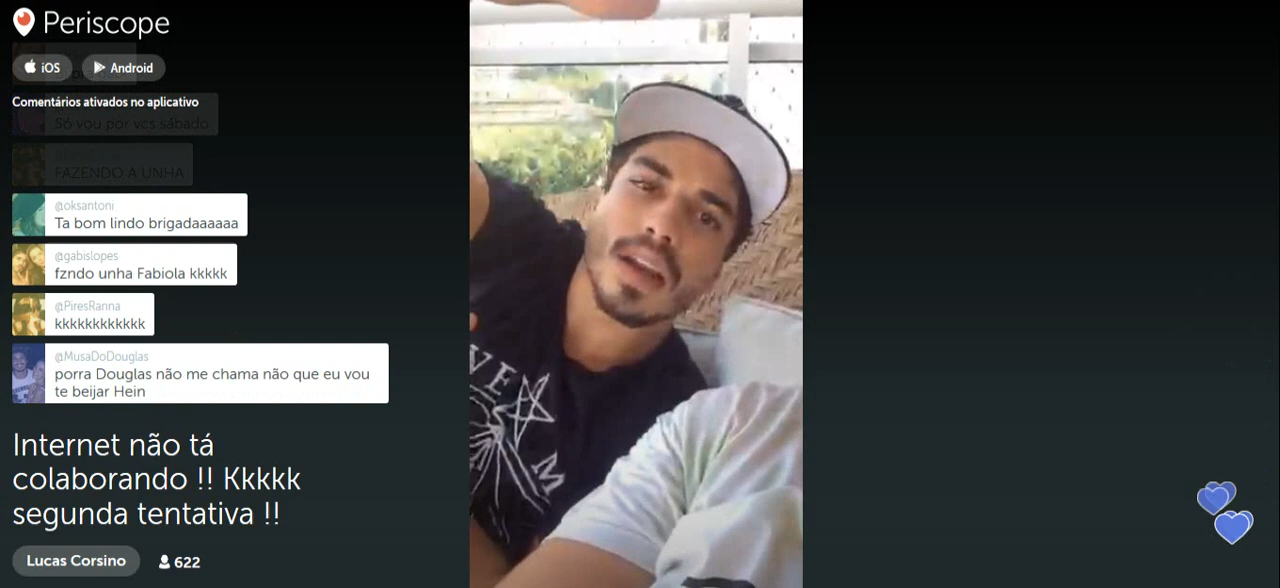 Periscope
iOS
Android
Comentários ativados no aplicativo
Só vou por vcs sábado
FAZENDO A UNHA
@oksantoni
Ta bom lindo brigadaaaaaa
@gabislopes
fzndo unha Fabiola kkkkk
@PiresRanna
kkkkkkkkkkkk
@MusaDoDouglas
porra Douglas não me chama não que eu vou
te beijar Hein
Internet não tá
colaborando !! Kkkkk
segunda tentativa !!
Lucas Corsino
622